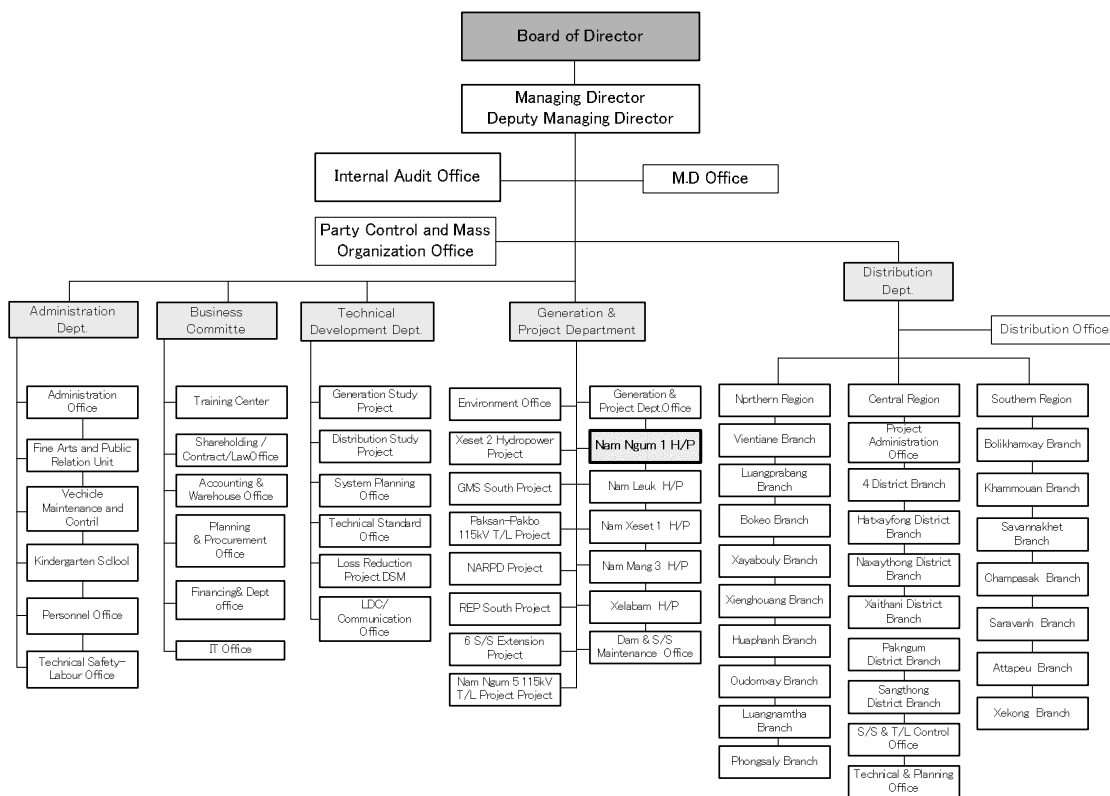 Board of Director
Managing Director
Deputy Managing Director
Internal Audit Office
M.D Office
Party Control and Mass
Organization Office
Distribution
Dept.
Administration
Dept.
Business
Committe
Technical
Development Dept.
Generation &
Project Department
Distribution Office
Administration
Office
Fine Arts and Public
Relation Unit
Vechicle
Maintenance and
Contril
Kindergarten Scllool
Personnel Office
Technical Safety-
Labour Office
Training Center
Shareholding /
Contract/LawOffice
Accounting &
Warehouse Office
Planning
& Procurement
Office
Financing& Dept
office
IT Office
Generation Study
Project
Distribution Study
Project
System Planning
Office
Technical Standard
Office
Loss Reduction
Project.DSM
LDC/
Communication
Office
Environment Office
Xeset 2 Hydropower
Project
GMS South Project
Paksan-Pakbo
115kV T/L Project
NARPD Project
REP South Project
6 S/S Extension
Project
Nam Ngum 5 115kV
T/L Project Project
Generation &
Project Dept.Office
Nam Ngum 1 H/P
Nam Leuk H/P
Nam Xeset 1 H/P
Nam Mang 3 H/P
Xelabam H/P
Dam & S/S
Maintenance Office
Nprthern Region
Vientiane Branch
Luangprabang
Branch
Bokeo Branch
Xayabouly Branch
Xienghouang Branch
Huaphanh Branch
Oudomxay Branch
Luangnamtha
Branch
Phongsaly Branch
Central Region
Project
Administration
Office
4 District Branch
Hatxayfong District
Branch
Naxaythong District
Branch
Xaithani District
Branch
Pakngum
District Branch
Sangthong
District Branch
S/S & T/L Control
Office
Technical & Planning
Office
Southern Region
Bolikhamxay Branch
Khammouan Branch
Savannakhet
Branch
Champasak Branch
Saravanh Branch
Attapeu Branch
Xekong Branch